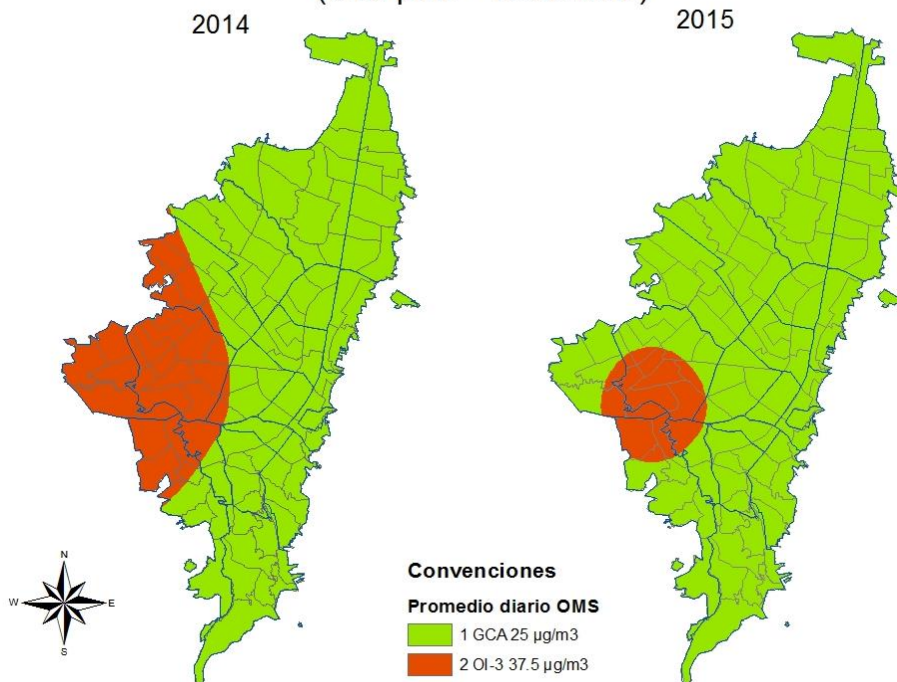 2014
2015
N
W
E
S
Convenciones
Promedio diario OMS
1 GCA 25 µg/m3
2 OI-3 37.5 µg/m3